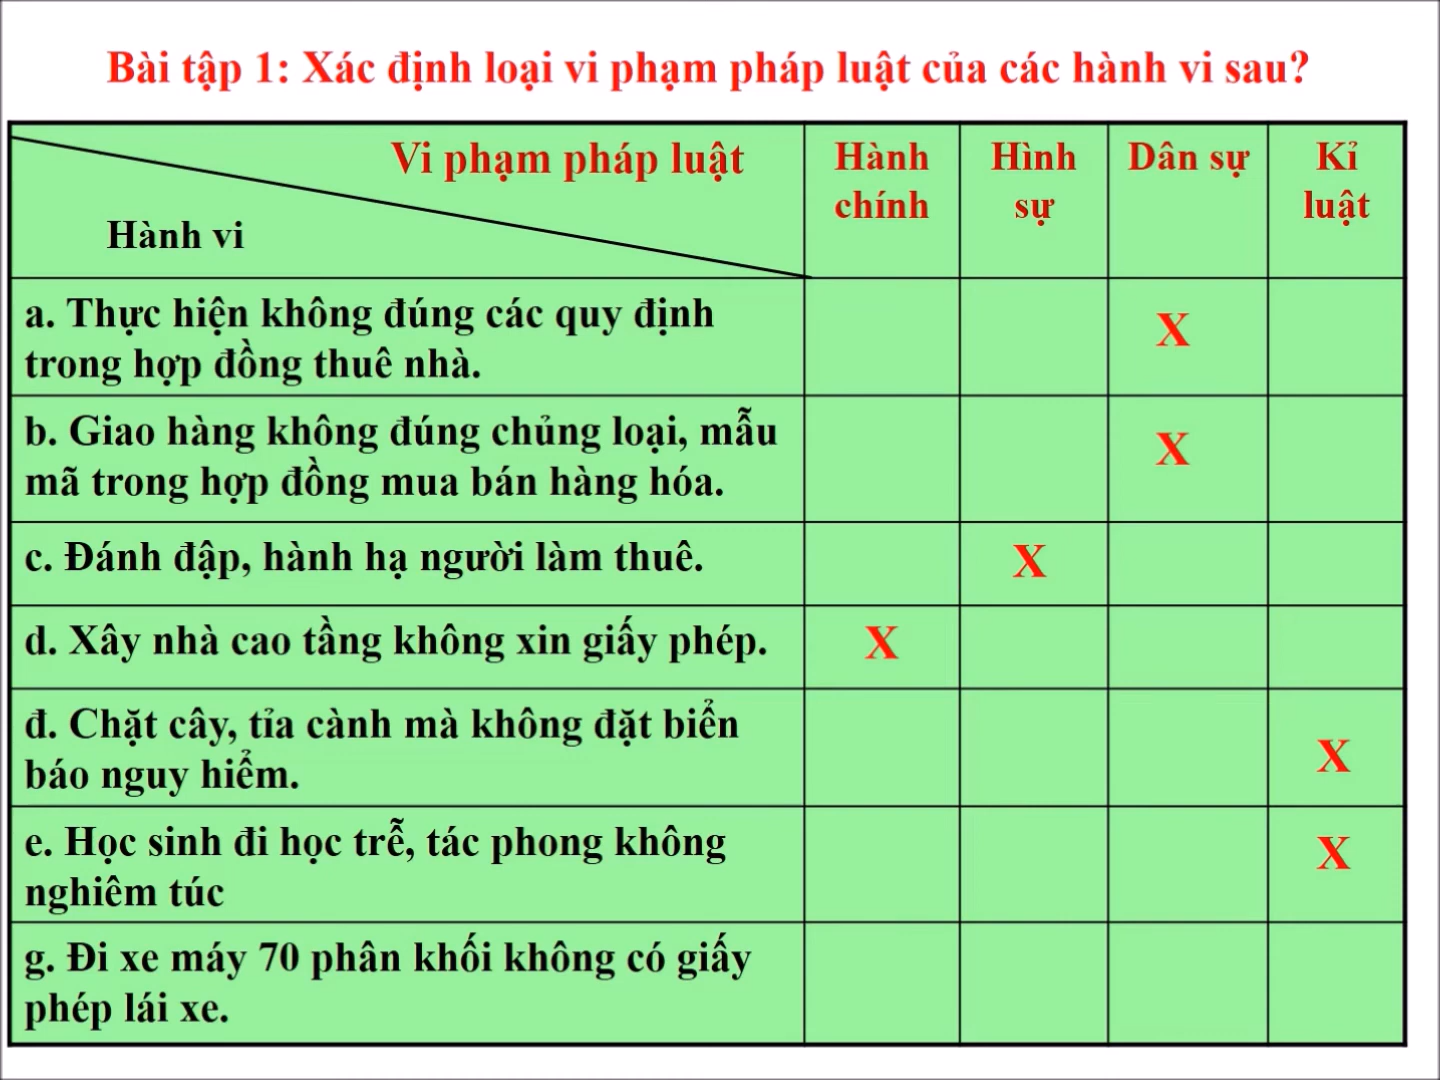 Bài tập 1: Xác định loại vi phạm pháp luật của các hành vi sau?
Vi phạm pháp luật
Hành vi
Hành
chính
Hình
sự
Dân sự
Kỉ
luật
a. Thực hiện không đúng các quy định
trong hợp đồng thuê nhà.
X
b. Giao hàng không đúng chủng loại, mẫu
mã trong hợp đồng mua bán hàng hóa.
X
c. Đánh đập, hành hạ người làm thuê.
X
d. Xây nhà cao tầng không xin giấy phép.
X
đ. Chặt cây, tỉa cành mà không đặt biển
báo nguy hiểm.
X
e. Học sinh đi học trễ, tác phong không
nghiêm túc
X
g. Đi xe máy 70 phân khối không có giấy
phép lái xe.